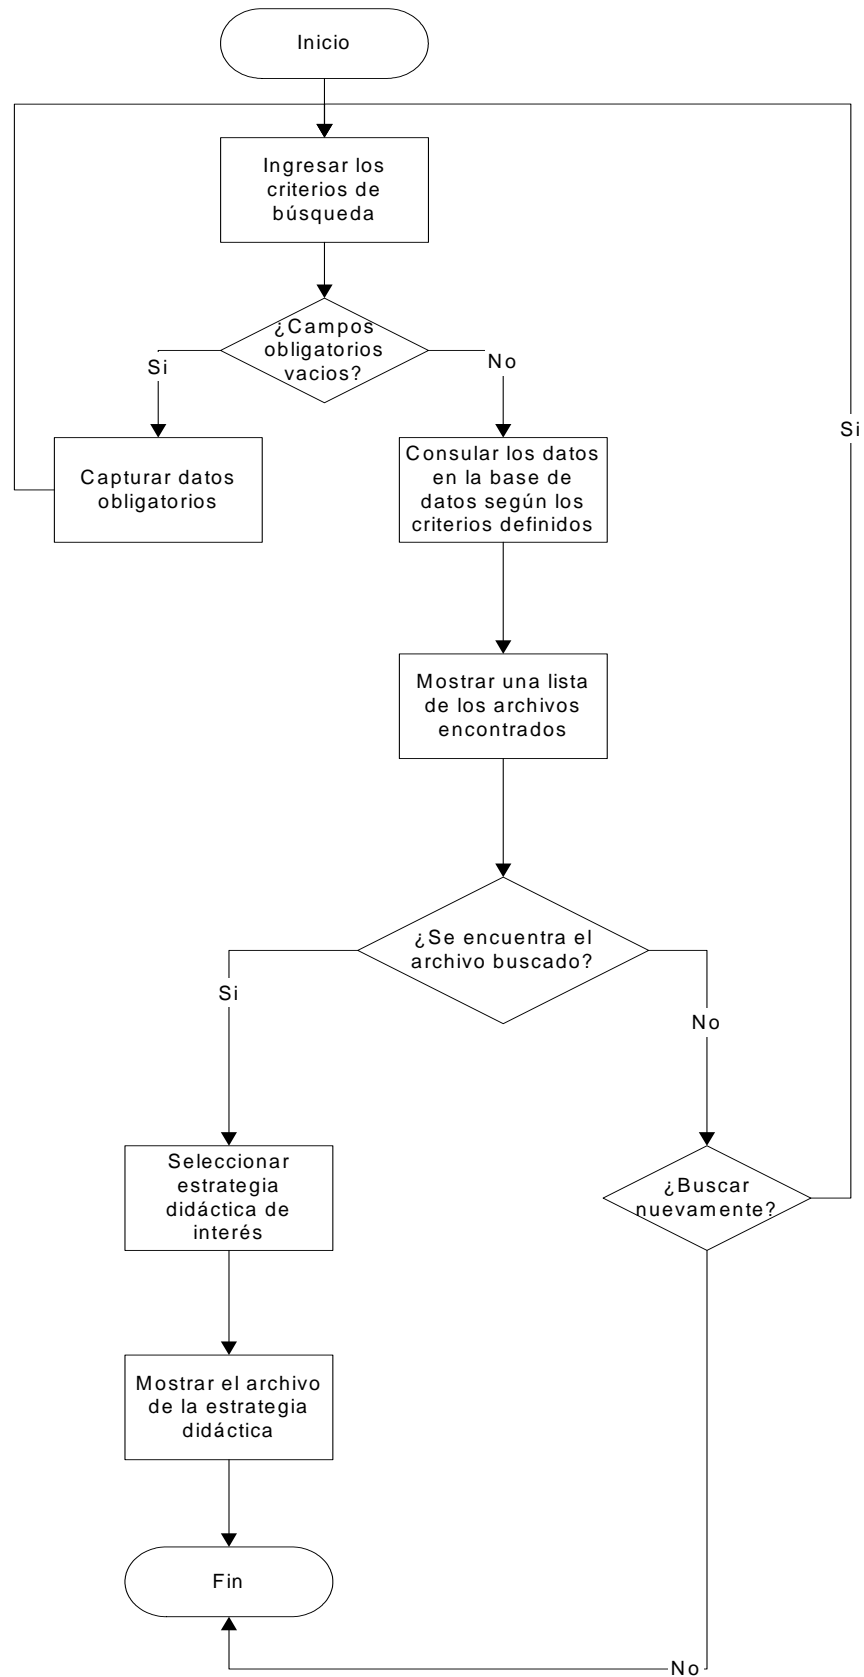 Inicio
Ingresar los
criterios de
búsqueda
¿Campos
obligatorios
vacios?
Si
No
Capturar datos
obligatorios
Consular los datos
en la base de
datos según los
criterios definidos
Si
Mostrar una lista
de los archivos
encontrados
¿Se encuentra el
archivo buscado?
Si
No
Seleccionar
estrategia
didáctica de
interés
¿Buscar
nuevamente?
Mostrar el archivo
de la estrategia
didáctica
Fin
No